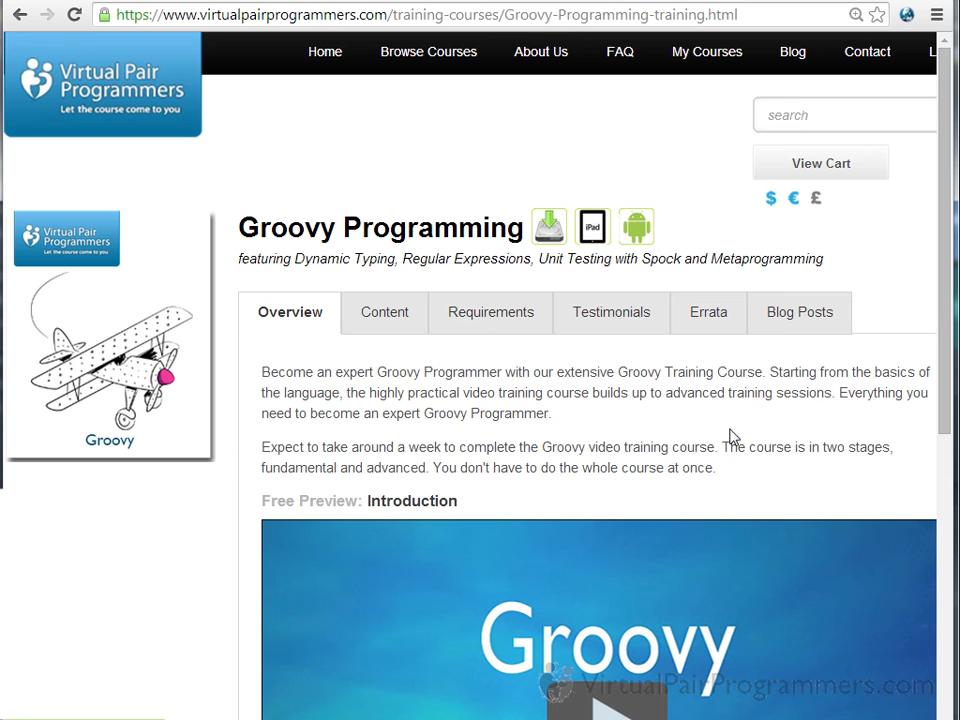 https://www.virtualpairprogrammers.com/training-courses/Groovy-Programming-training.html
Virtual Pair
Programmers
Let the course come to you
Home Browse Courses About Us FAQ My Courses Blog Contact L
search
View Cart
$ € £
Virtual Pair
Programmers
Let the course come to you
Groovy
Groovy Programming
iPad
featuring Dynamic Typing, Regular Expressions, Unit Testing with Spock and Metaprogramming
Overview Content Requirements Testimonials Errata Blog Posts
Become an expert Groovy Programmer with our extensive Groovy Training Course. Starting from the basics of
the language, the highly practical video training course builds up to advanced training sessions. Everything you
need to become an expert Groovy Programmer.
Expect to take around a week to complete the Groovy video training course. The course is in two stages,
fundamental and advanced. You don't have to do the whole course at once.
Free Preview: Introduction
Groovy
VirtualPairProgrammers.com